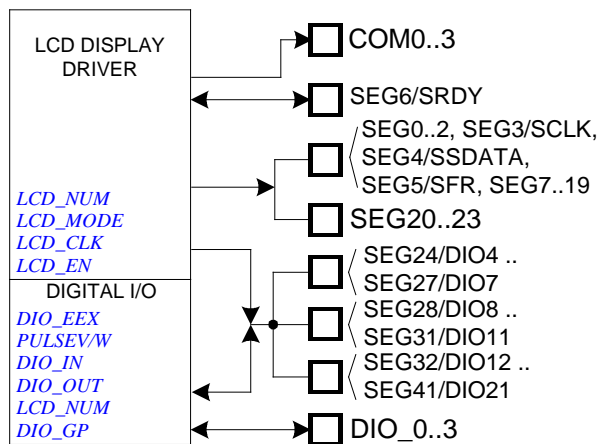 LCD DISPLAY
DRIVER
LCD_NUM
LCD_MODE
LCD_CLK
LCD_EN
DIGITAL I/O
DIO_EEX
PULSEV/W
DIO_IN
DIO_OUT
LCD_NUM
DIO_GP
COM0..3
SEG6/SRDY
SEG0..2, SEG3/SCLK,
SEG4/SSDATA,
SEG5/SFR, SEG7..19
SEG20..23
SEG24/DIO4 ..
SEG27/DIO7
SEG28/DIO8 ..
SEG31/DIO11
SEG32/DIO12 ..
SEG41/DIO21
DIO_0..3